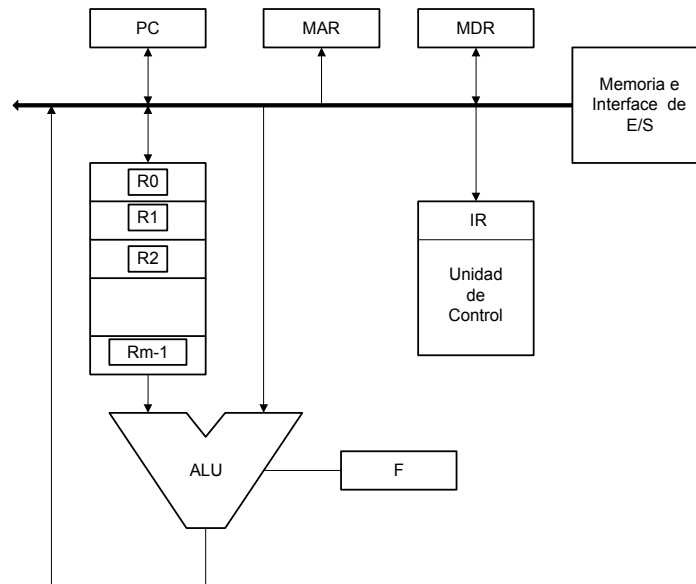 PC
MAR
MDR
Memoria e
Interface de
E/S
R0
R1
R2
Rm-1
IR
Unidad
de
Control
ALU
F